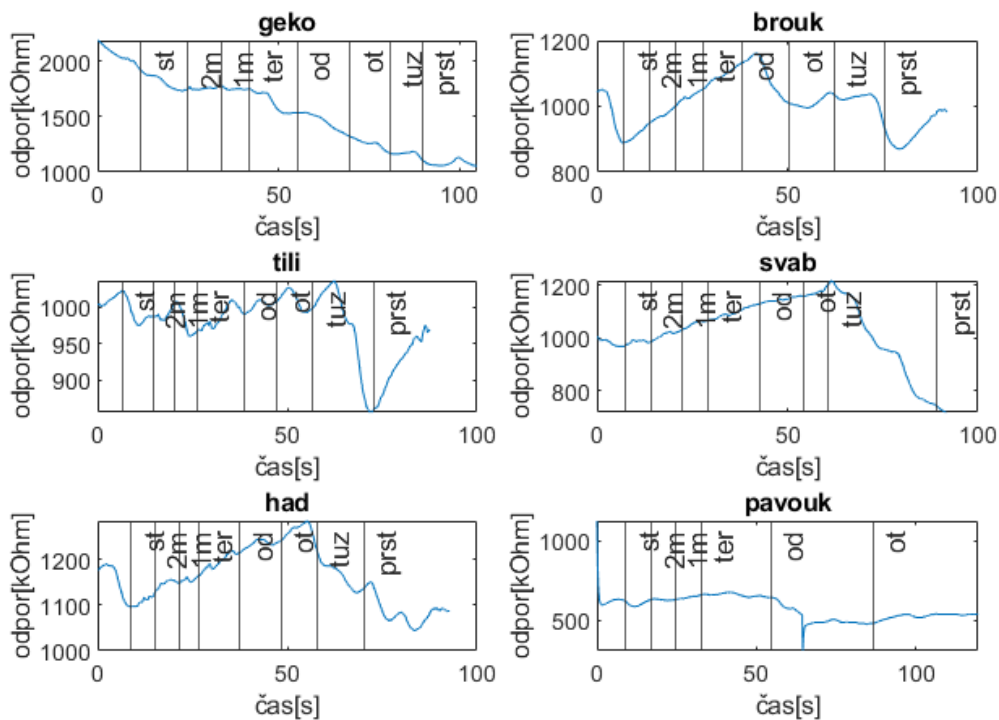 geko
2000
1500
1000
odpor[kOhm]
st
2m
1m
ter
od
ot
tuz
prst
0
50
100
čas[s]
brouk
1200
1000
800
odpor[kOhm]
st
2m
1m
ter
od
ot
tuz
prst
0
50
100
čas[s]
tili
1000
950
900
odpor[kOhm]
st
2m
1m
ter
od
ot
tuz
prst
0
50
100
čas[s]
svab
1200
1000
800
odpor[kOhm]
st
2m
1m
ter
od
ot
tuz
prst
0
50
100
čas[s]
had
1200
1100
1000
odpor[kOhm]
st
2m
1m
ter
od
ot
tuz
prst
0
50
100
čas[s]
pavouk
1000
500
odpor[kOhm]
st
2m
1m
ter
od
ot
0
50
100
čas[s]